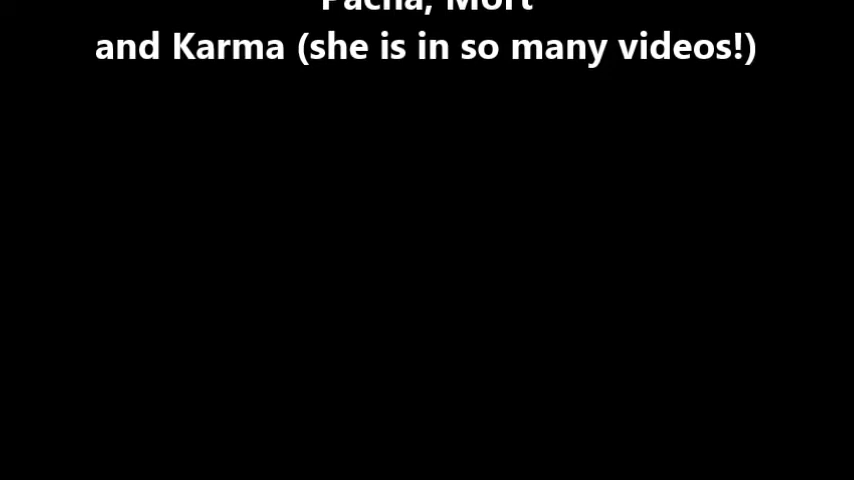 Pacha, Mort
and Karma (she is in so many videos!)